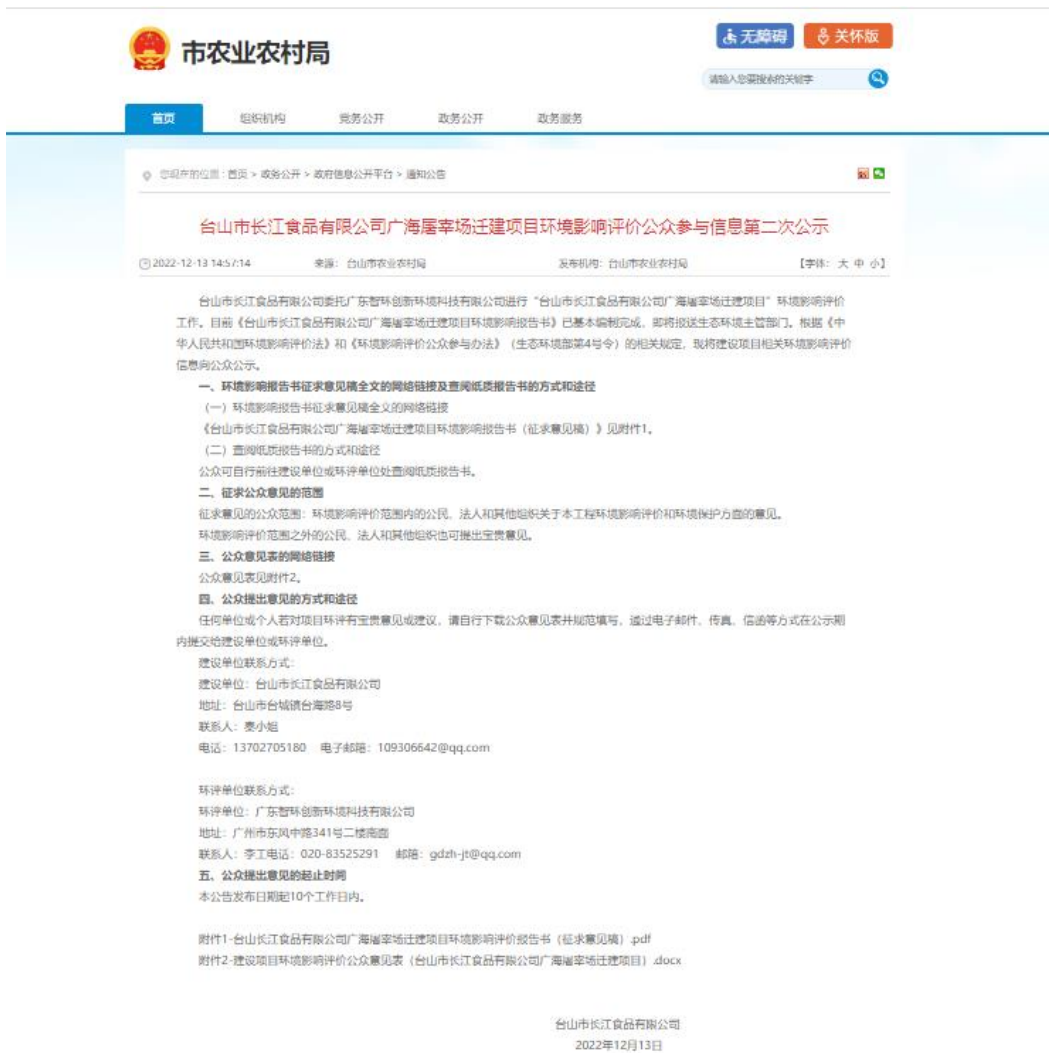 市农业农村局
无障碍 关怀版
请输入您要搜索的关键字
首页 组织机构 党务公开 政务公开 政务服务
您现在的位置：首页 > 政务公开 > 政府信息公开平台 > 通知公告
台山市长江食品有限公司广海屠宰场迁建项目环境影响评价公众参与信息第二次公示
2022-12-13 14:57:14 来源：台山市农业农村局 发布机构：台山市农业农村局 【字体：大 中 小】
台山市长江食品有限公司委托广东智环创新环境科技有限公司进行“台山市长江食品有限公司广海屠宰场迁建项目”环境影响评价
工作。目前《台山市长江食品有限公司广海屠宰场迁建项目环境影响报告书》已基本编制完成，即将报送生态环境主管部门。根据《中
华人民共和国环境影响评价法》和《环境影响评价公众参与办法》（生态环境部第4号令）的相关规定，现将建设项目相关环境影响评价
信息向公众公示。
一、环境影响报告书征求意见稿全文的网络链接及查阅纸质报告书的方式和途径
（一）环境影响报告书征求意见稿全文的网络链接
《台山市长江食品有限公司广海屠宰场迁建项目环境影响报告书（征求意见稿）》见附件1。
（二）查阅纸质报告书的方式和途径
公众可自行前往建设单位或环评单位处查阅纸质报告书。
二、征求公众意见的范围
征求意见的公众范围：环境影响评价范围内的公民、法人和其他组织关于本工程环境影响评价和环境保护方面的意见。
环境影响评价范围之外的公民、法人和其他组织也可提出宝贵意见。
三、公众意见表的网络链接
公众意见表见附件2。
四、公众提出意见的方式和途径
任何单位或个人若对项目环评有宝贵意见或建议，请自行下载公众意见表并规范填写，通过电子邮件、传真、信函等方式在公示期
内提交给建设单位或环评单位。
建设单位联系方式：
建设单位：台山市长江食品有限公司
地址：台山市台城镇台海路8号
联系人：麦小姐
电话：13702705180 电子邮箱：109306642@qq.com
环评单位联系方式：
环评单位：广东智环创新环境科技有限公司
地址：广州市东风中路341号二楼南面
联系人：李工电话：020-83525291 邮箱：gdzh-jt@qq.com
五、公众提出意见的起止时间
本公告发布日期起10个工作日内。
附件1-台山长江食品有限公司广海屠宰场迁建项目环境影响评价报告书（征求意见稿）.pdf
附件2-建设项目环境影响评价公众意见表（台山市长江食品有限公司广海屠宰场迁建项目）.docx
台山市长江食品有限公司
2022年12月13日